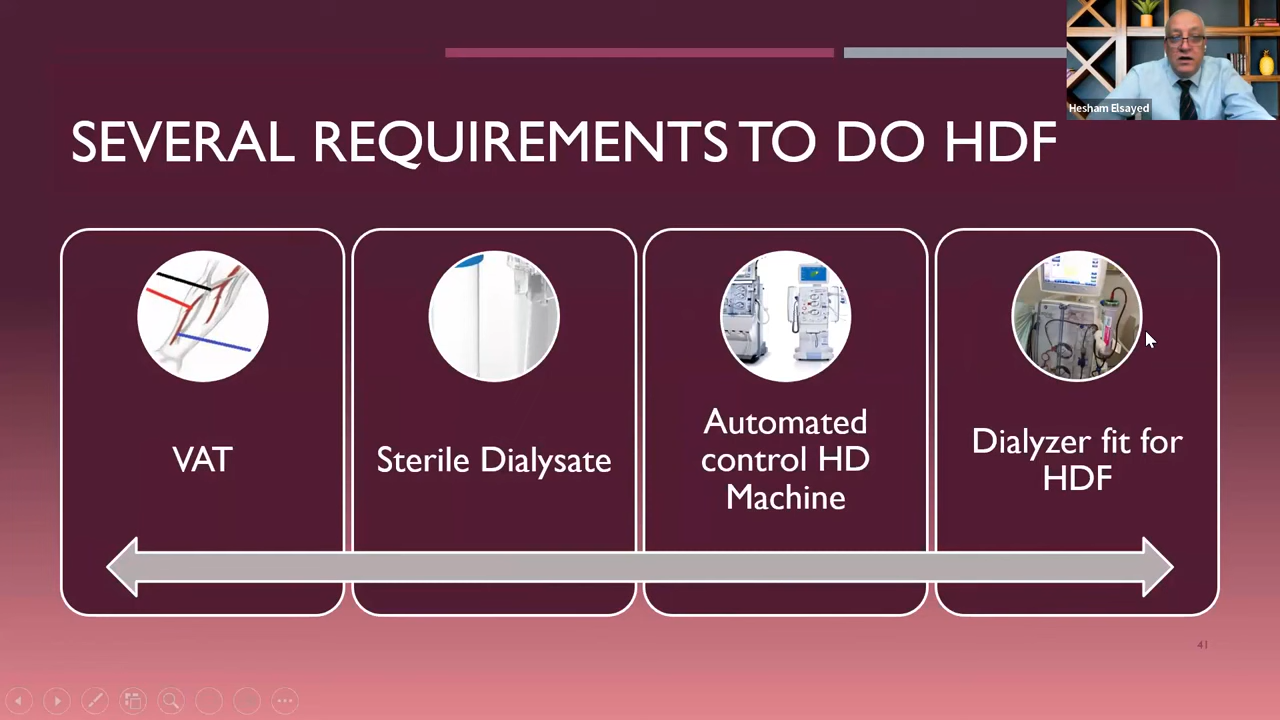 Hesham Elsayed
SEVERAL REQUIREMENTS TO DO HDF
VAT
Sterile Dialysate
Automated
control HD
Machine
Dialyzer fit for
HDF
41